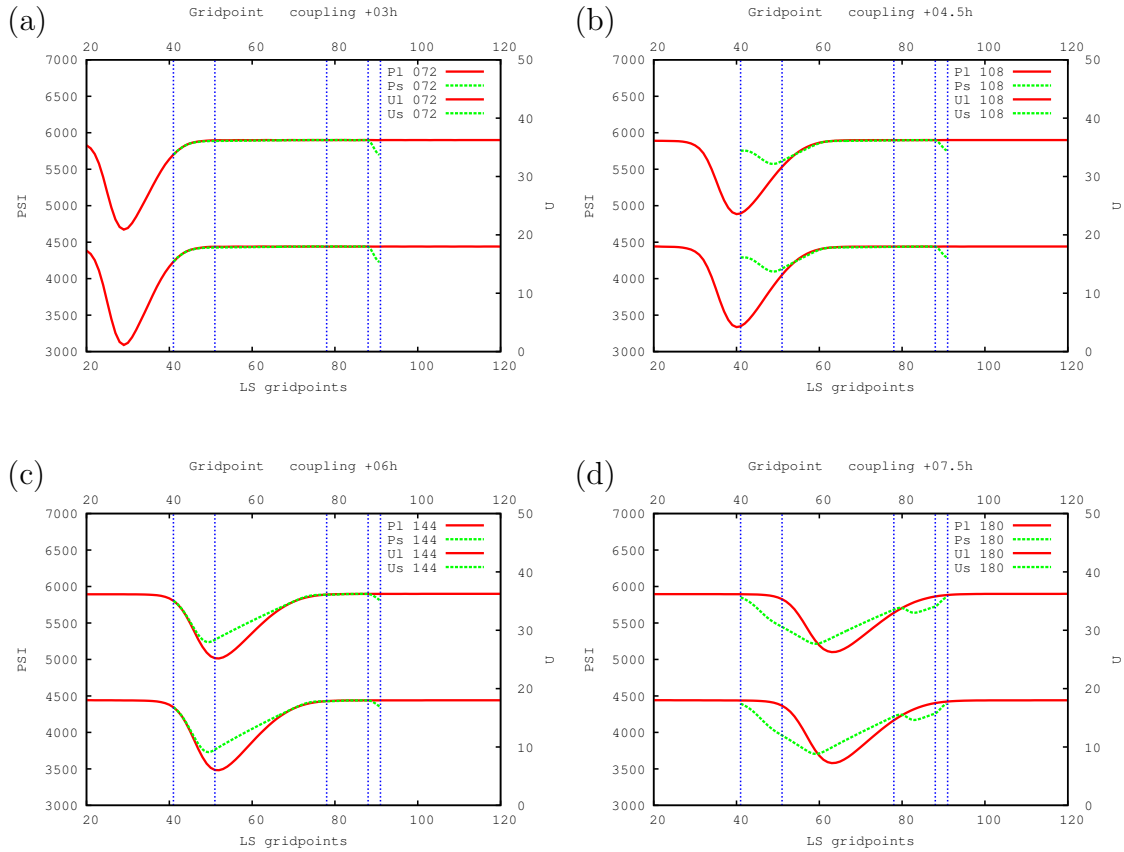 (a)
Gridpoint coupling +03h
20 40 60 80 100 120
7000
6500
6000
5500
5000
4500
4000
3500
3000
PSI
50
40
30
20
10
0
U
Pl 072
Ps 072
Ul 072
Us 072
20 40 60 80 100 120
LS gridpoints
(b)
Gridpoint coupling +04.5h
20 40 60 80 100 120
7000
6500
6000
5500
5000
4500
4000
3500
3000
PSI
50
40
30
20
10
0
U
Pl 108
Ps 108
Ul 108
Us 108
20 40 60 80 100 120
LS gridpoints
(c)
Gridpoint coupling +06h
20 40 60 80 100 120
7000
6500
6000
5500
5000
4500
4000
3500
3000
PSI
50
40
30
20
10
0
U
Pl 144
Ps 144
Ul 144
Us 144
20 40 60 80 100 120
LS gridpoints
(d)
Gridpoint coupling +07.5h
20 40 60 80 100 120
7000
6500
6000
5500
5000
4500
4000
3500
3000
PSI
50
40
30
20
10
0
U
Pl 180
Ps 180
Ul 180
Us 180
20 40 60 80 100 120
LS gridpoints